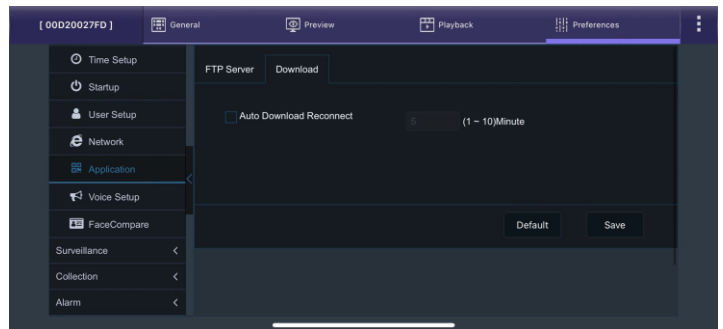 [ 00D20027FD ] General Preview Playback Preferences
Time Setup
FTP Server Download
Startup
User Setup
Auto Download Reconnect 5 (1 ~ 10)Minute
Network
Application
Voice Setup
FaceCompare
Default Save
Surveillance
Collection
Alarm